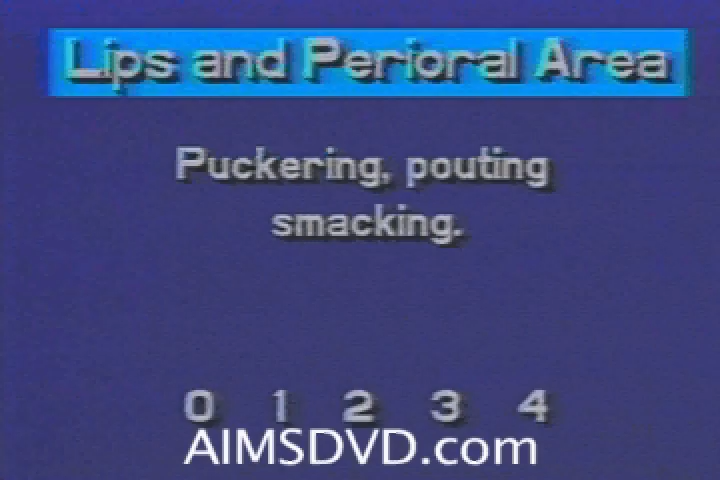 Lips and Perioral Area
Puckering, pouting
smacking.
0 1 2 3 4
AIMSDVD.com